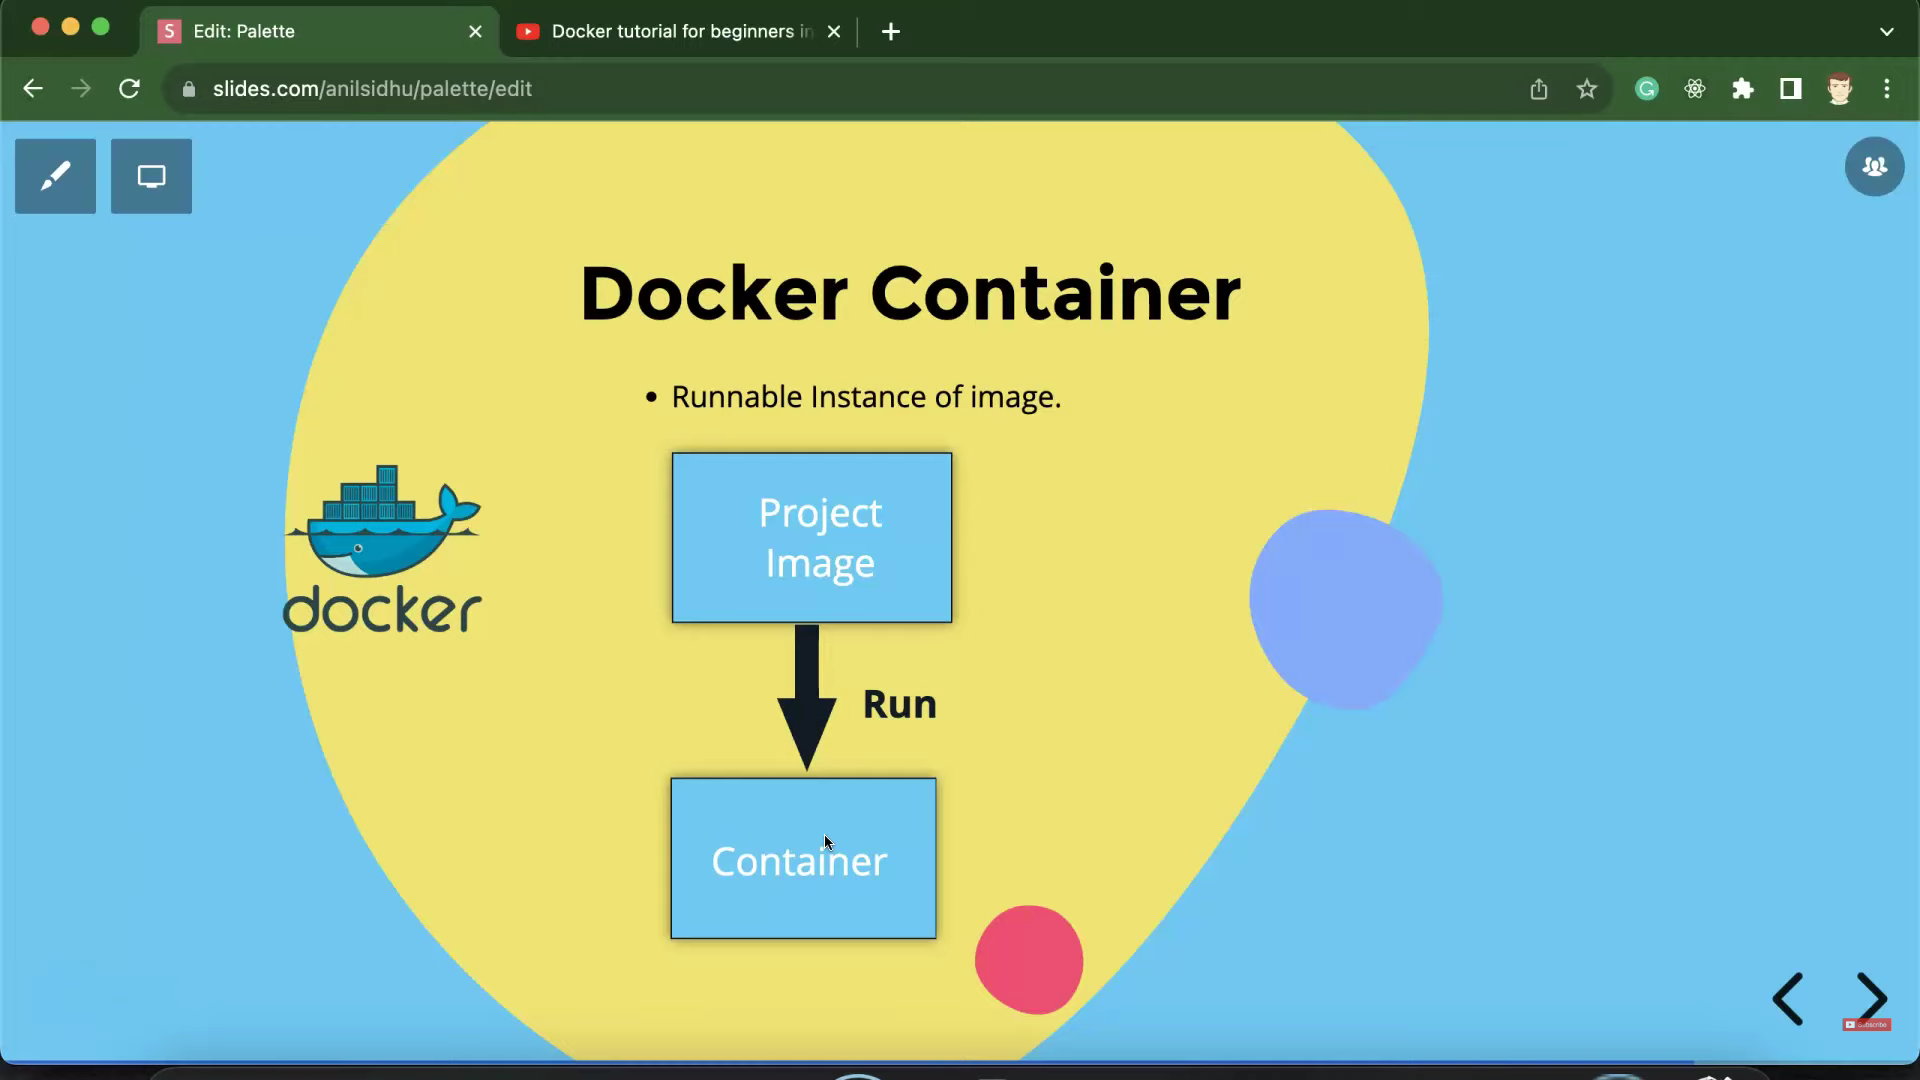 Edit: Palette
Docker tutorial for beginners in
slides.com/anilsidhu/palette/edit
Docker Container
• Runnable Instance of image.
Project
Image
docker
Run
Container
Subscribe